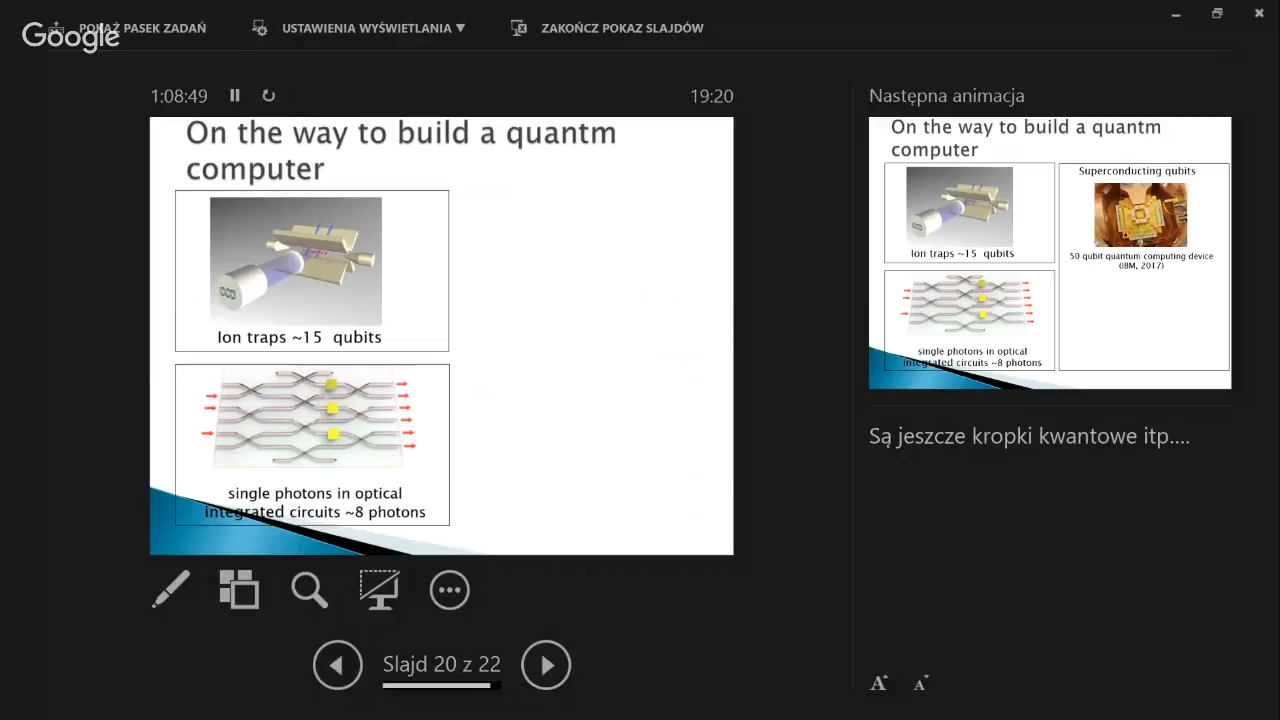 Google
POKAŻ PASEK ZADAŃ
USTAWIENIA WYŚWIETLANIA ▼
ZAKOŃCZ POKAZ SLAJDÓW
1:08:49
19:20
On the way to build a quantm
computer
CCD
Ion traps ~15 qubits
single photons in optical
integrated circuits ~8 photons
Slajd 20 z 22
Następna animacja
On the way to build a quantm
computer
CCD
Ion traps ~15 qubits
single photons in optical
integrated circuits ~8 photons
Superconducting qubits
50 qubit quantum computing device
(IBM, 2017)
Są jeszcze kropki kwantowe itp....
A A